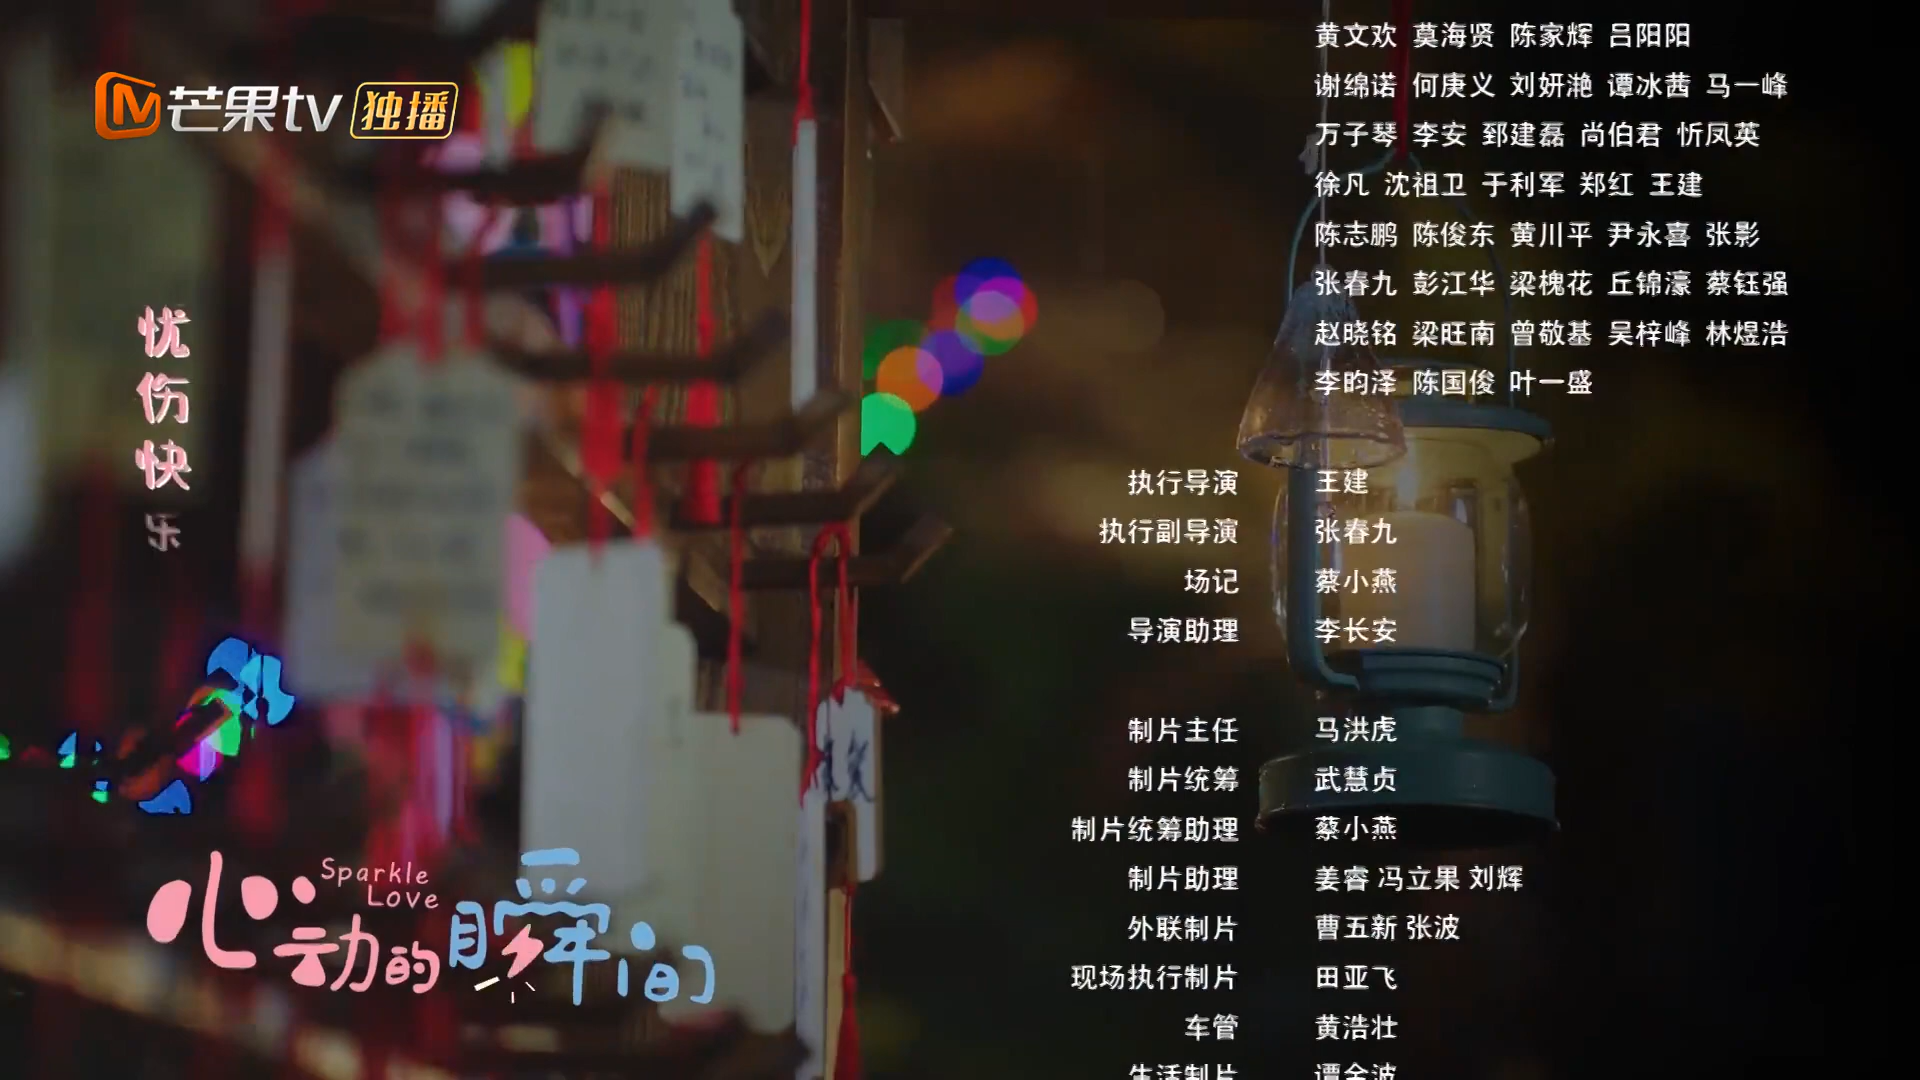 芒果tv 独播
忧伤快乐
Sparkle
Love
心动的瞬间
黄文欢 莫海贤 陈家辉 吕阳阳
谢绵诺 何庚义 刘妍滟 谭冰茜 马一峰
万子琴 李安 郅建磊 尚伯君 忻凤英
徐凡 沈祖卫 于利军 郑红 王建
陈志鹏 陈俊东 黄川平 尹永喜 张影
张春九 彭江华 梁槐花 丘锦濠 蔡钰强
赵晓铭 梁旺南 曾敬基 吴梓峰 林煜浩
李昀泽 陈国俊 叶一盛
执行导演 王建
执行副导演 张春九
场记 蔡小燕
导演助理 李长安
制片主任 马洪虎
制片统筹 武慧贞
制片统筹助理 蔡小燕
制片助理 姜睿 冯立果 刘辉
外联制片 曹五新 张波
现场执行制片 田亚飞
车管 黄浩壮
生活制片 谭金波